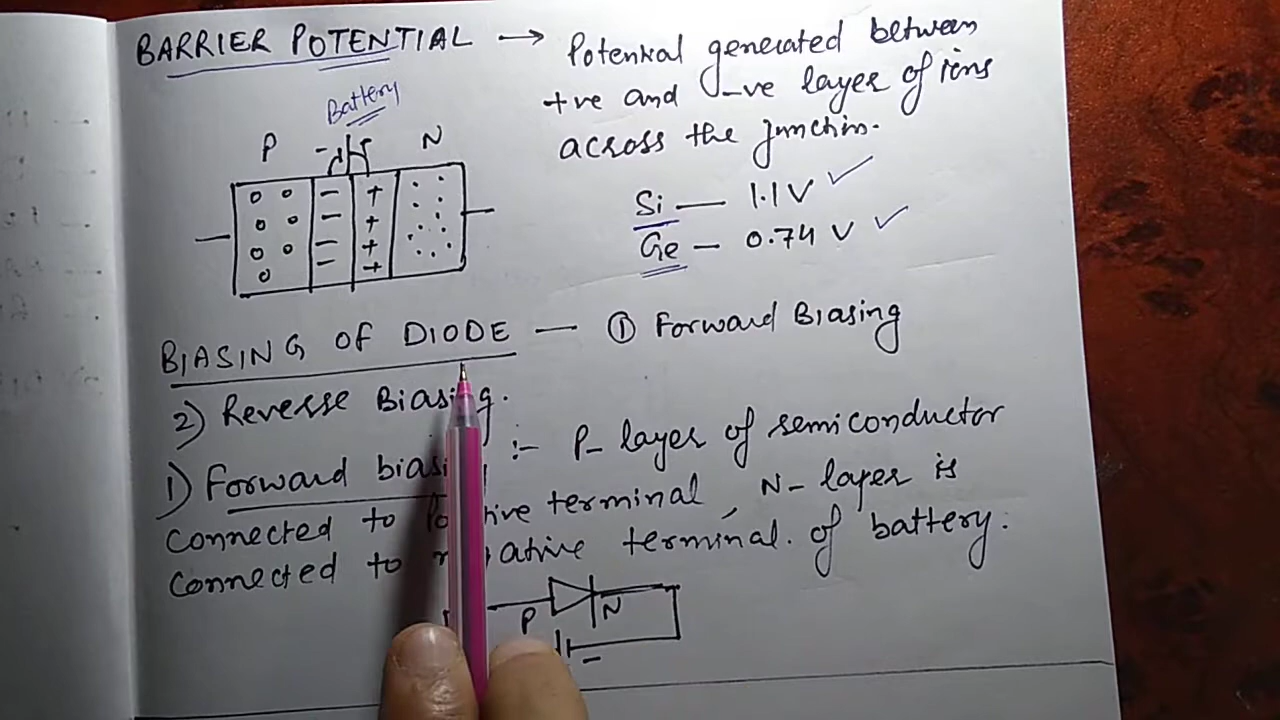 BARRIER POTENTIAL → Potential generated between
+ve and -ve layer of ions
across the junction.
Battery
P - N
Si — 1.1V ✓
Ge — 0.74 V ✓
BIASING OF DIODE — ① Forward Biasing
2) Reverse Biasing.
1) Forward :- P- layer of semiconductor
connected to terminal, N- layer is
connected to terminal. of battery.
P N
-